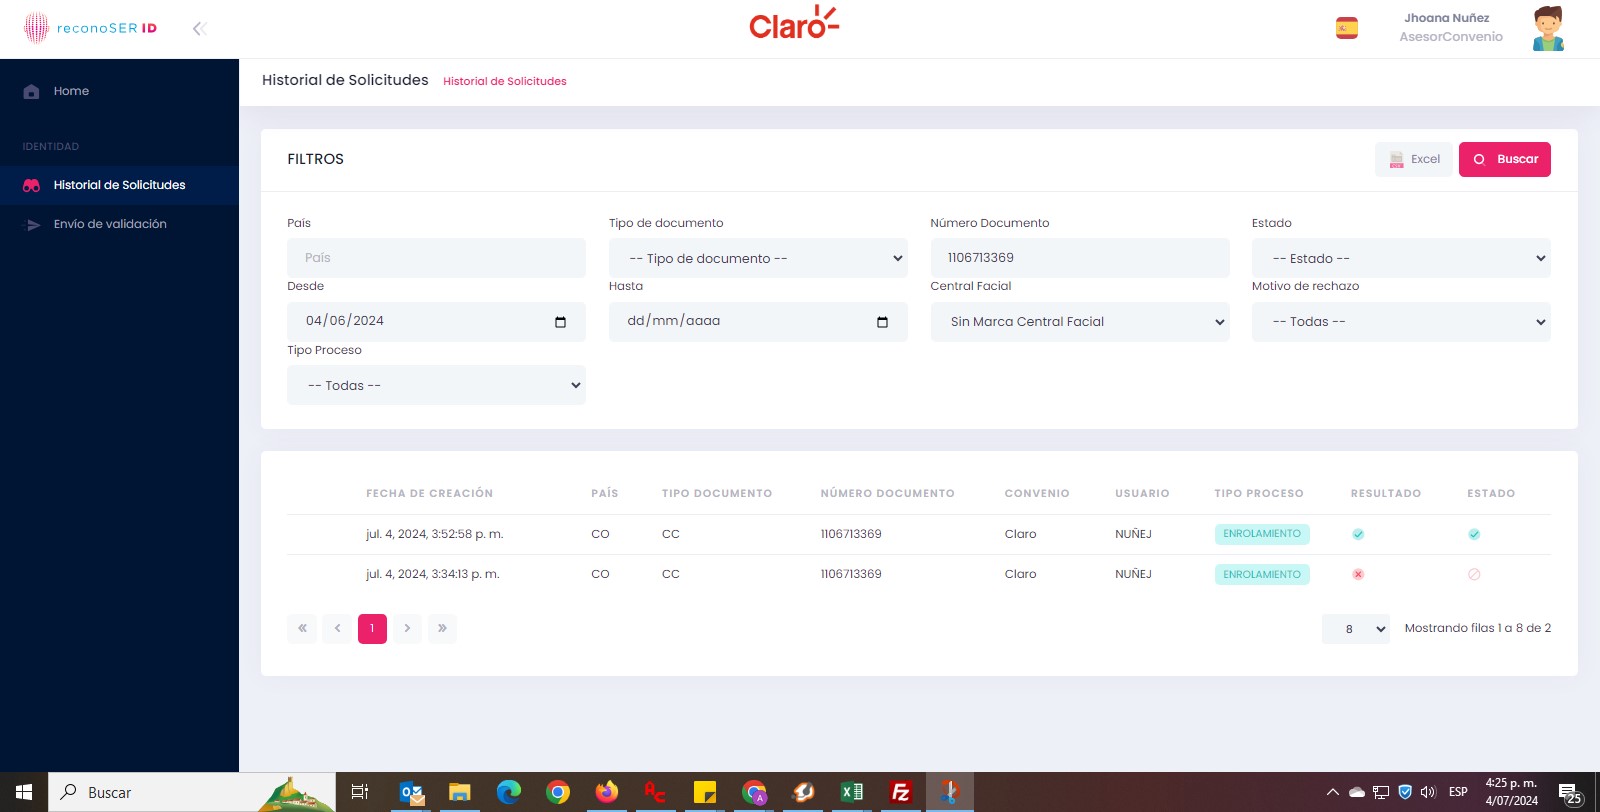 reconoSER ID
Claro
Jhoana Nuñez
AsesorConvenio
Home
IDENTIDAD
Historial de Solicitudes
Envío de validación
Historial de Solicitudes Historial de Solicitudes
FILTROS
Excel
Buscar
País Tipo de documento Número Documento Estado
País -- Tipo de documento -- 1106713369 -- Estado --
Desde Hasta Central Facial Motivo de rechazo
04/06/2024 dd/mm/aaaa Sin Marca Central Facial -- Todas --
Tipo Proceso
-- Todas --
FECHA DE CREACIÓN PAÍS TIPO DOCUMENTO NÚMERO DOCUMENTO CONVENIO USUARIO TIPO PROCESO RESULTADO ESTADO
jul. 4, 2024, 3:52:58 p. m. CO CC 1106713369 Claro NUÑEJ ENROLAMIENTO
jul. 4, 2024, 3:34:13 p. m. CO CC 1106713369 Claro NUÑEJ ENROLAMIENTO
« ‹ 1 › » 8 Mostrando filas 1 a 8 de 2
Buscar
ESP
4:25 p. m.
4/07/2024
25